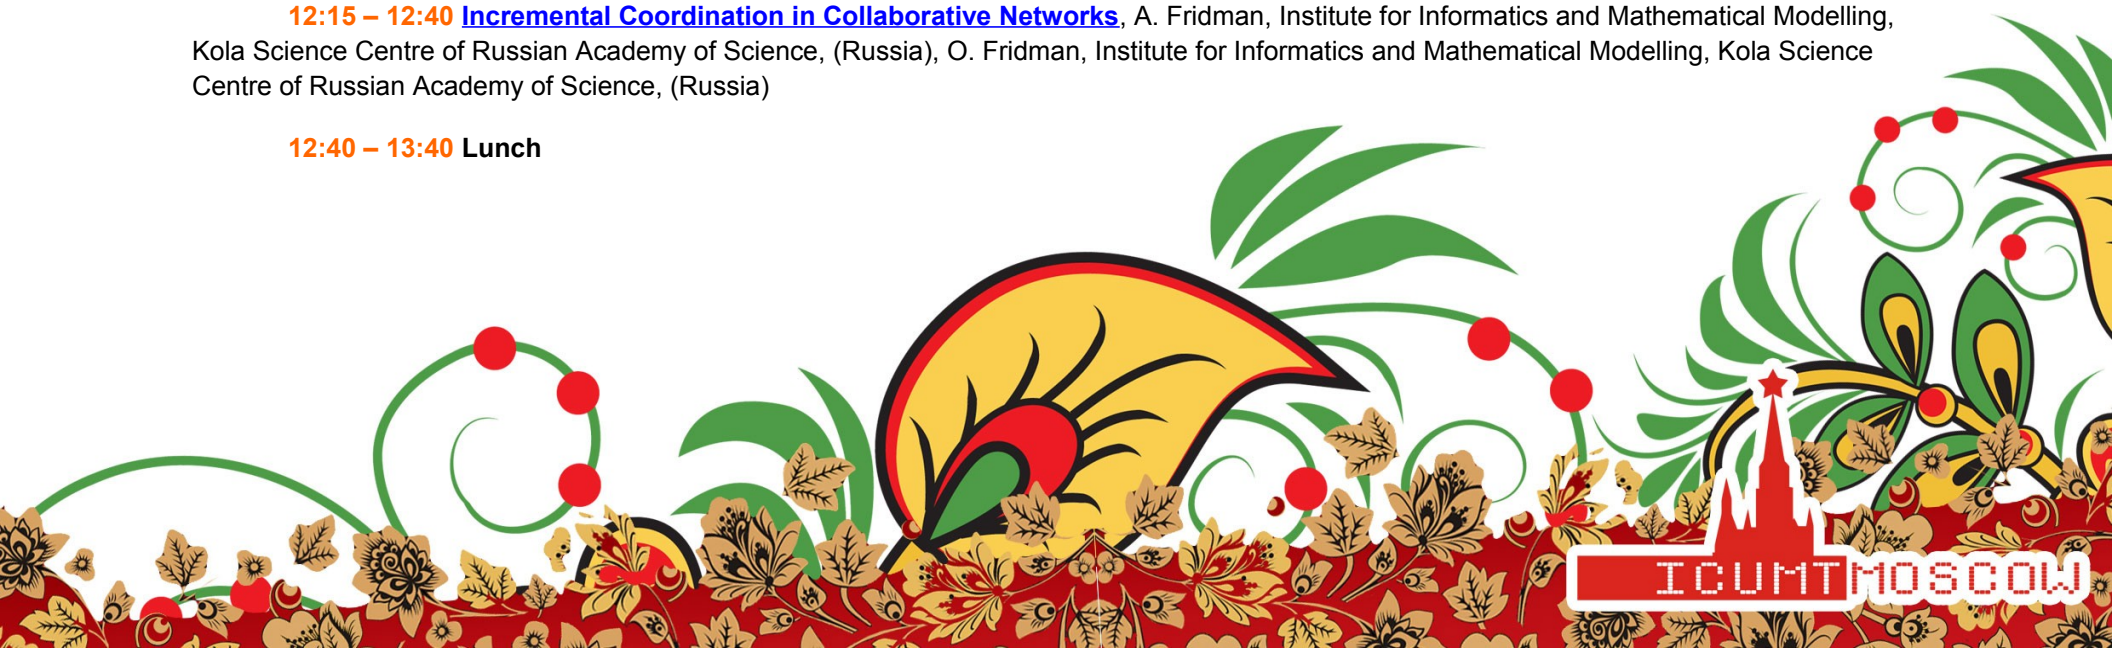 12:15 – 12:40 Incremental Coordination in Collaborative Networks, A. Fridman, Institute for Informatics and Mathematical Modelling,
Kola Science Centre of Russian Academy of Science, (Russia), O. Fridman, Institute for Informatics and Mathematical Modelling, Kola Science
Centre of Russian Academy of Science, (Russia)
12:40 – 13:40 Lunch
ICUMTMOSCOW